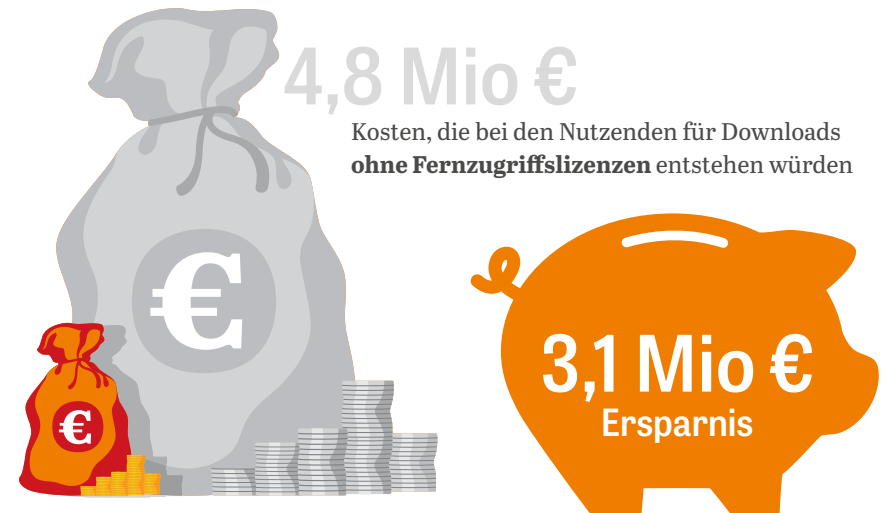 4,8 Mio €
Kosten, die bei den Nutzenden für Downloads
ohne Fernzugriffslizenzen entstehen würden
€
€
3,1 Mio €
Ersparnis